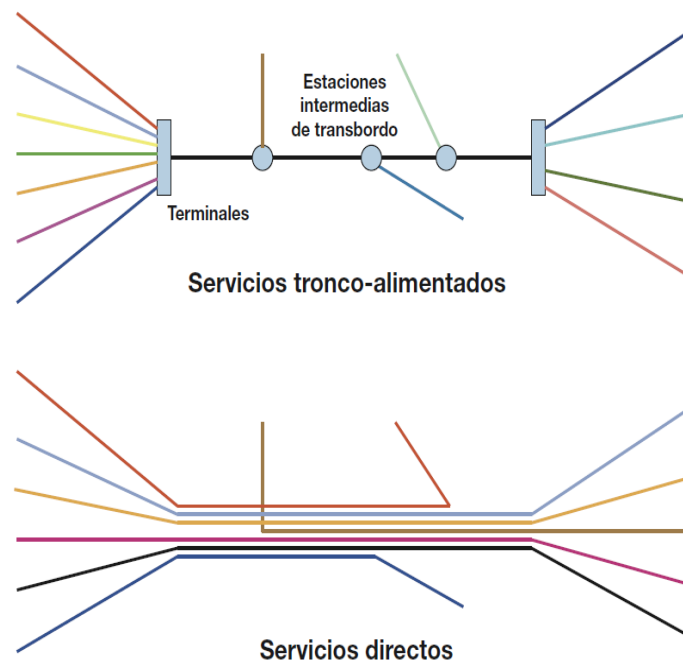 Estaciones
intermedias
de transbordo
Terminales
Servicios tronco-alimentados
Servicios directos